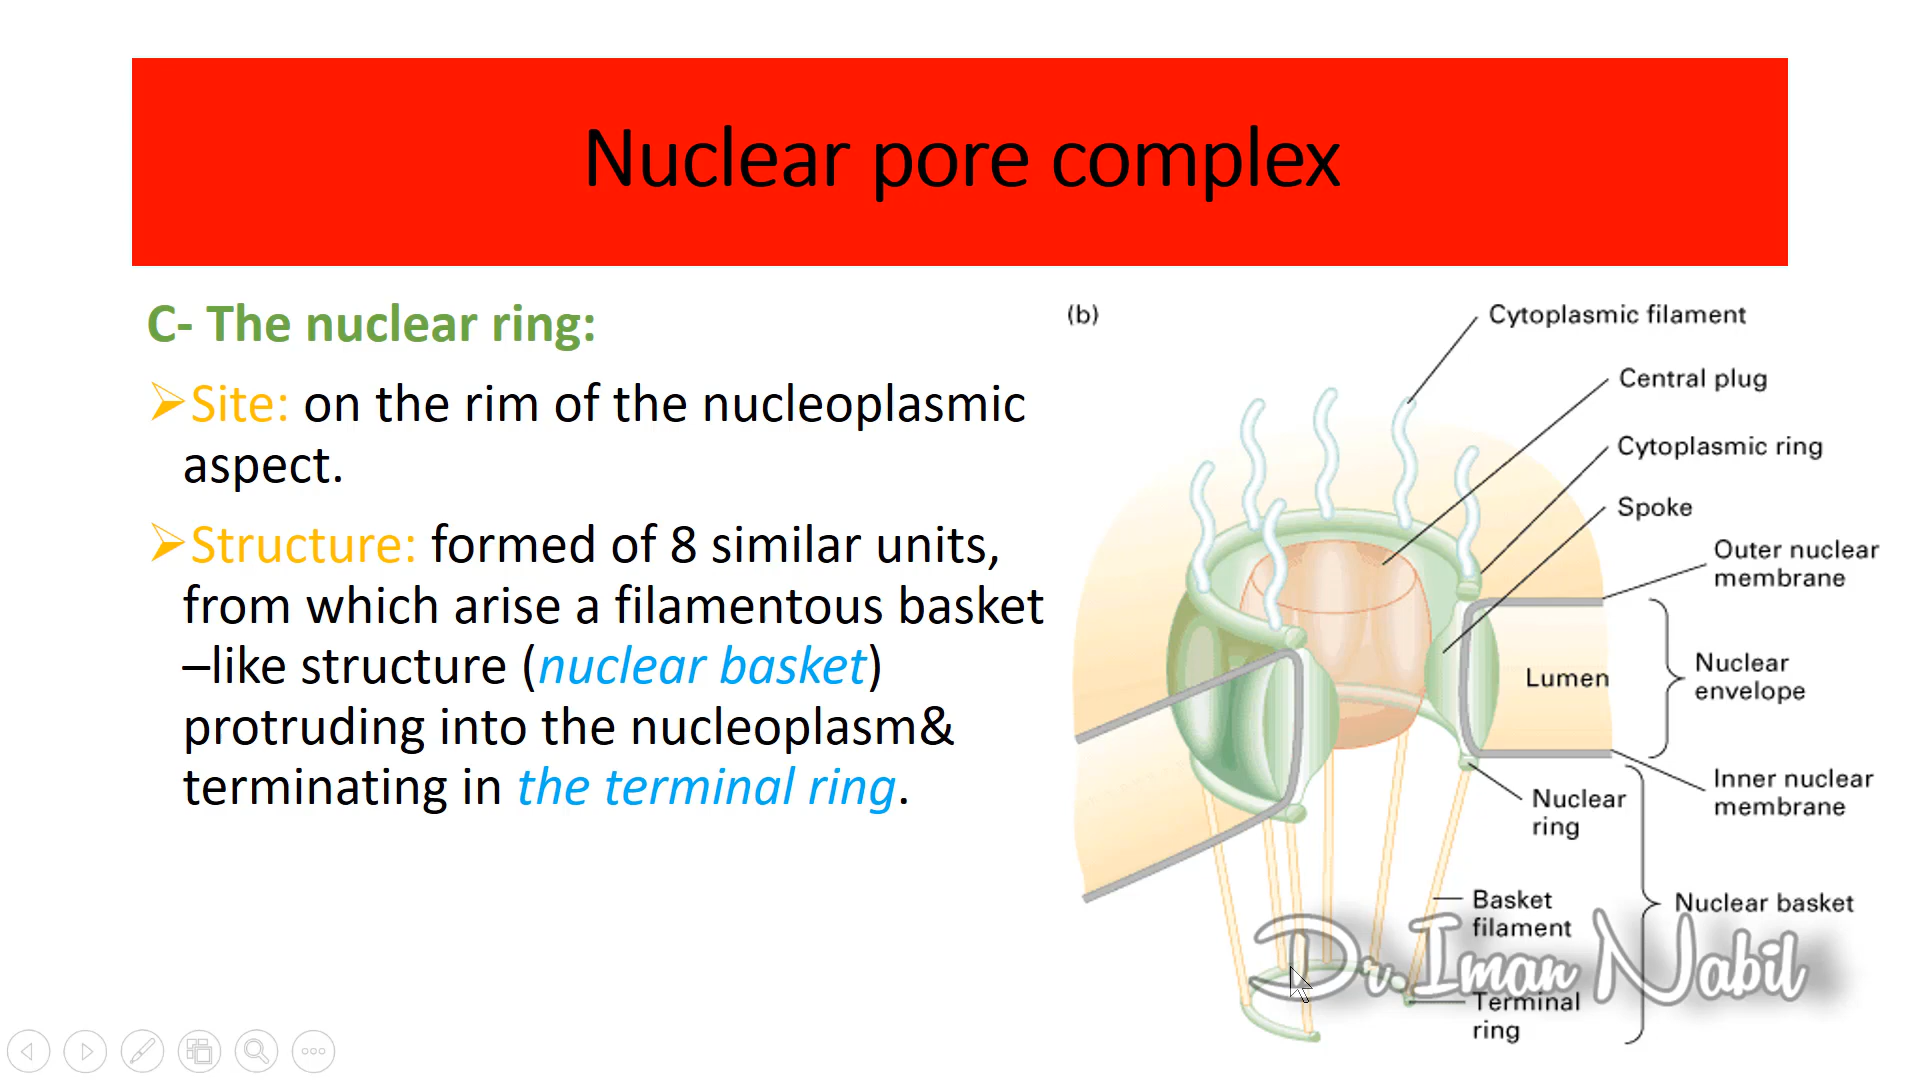 Nuclear pore complex
C- The nuclear ring:
➢Site: on the rim of the nucleoplasmic
aspect.
➢Structure: formed of 8 similar units,
from which arise a filamentous basket
–like structure (nuclear basket)
protruding into the nucleoplasm&
terminating in the terminal ring.
(b)
Cytoplasmic filament
Central plug
Cytoplasmic ring
Spoke
Outer nuclear
membrane
Lumen
Nuclear
envelope
Inner nuclear
membrane
Nuclear
ring
Basket
filament
Nuclear basket
Dr.Iman Nabil
Terminal
ring